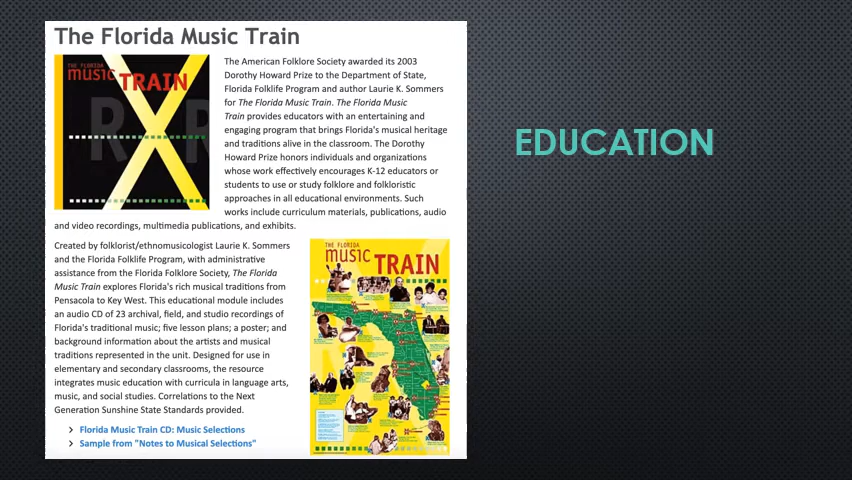 The Florida Music Train
THE FLORIDA
music TRAIN
R R
The American Folklore Society awarded its 2003
Dorothy Howard Prize to the Department of State,
Florida Folklife Program and author Laurie K. Sommers
for The Florida Music Train. The Florida Music
Train provides educators with an entertaining and
engaging program that brings Florida's musical heritage
and traditions alive in the classroom. The Dorothy
Howard Prize honors individuals and organizations
whose work effectively encourages K-12 educators or
students to use or study folklore and folkloristic
approaches in all educational environments. Such
works include curriculum materials, publications, audio
and video recordings, multimedia publications, and exhibits.
Created by folklorist/ethnomusicologist Laurie K. Sommers
and the Florida Folklife Program, with administrative
assistance from the Florida Folklore Society, The Florida
Music Train explores Florida's rich musical traditions from
Pensacola to Key West. This educational module includes
an audio CD of 23 archival, field, and studio recordings of
Florida's traditional music; five lesson plans; a poster; and
background information about the artists and musical
traditions represented in the unit. Designed for use in
elementary and secondary classrooms, the resource
integrates music education with curricula in language arts,
music, and social studies. Correlations to the Next
Generation Sunshine State Standards provided.
Florida Music Train CD: Music Selections
Sample from "Notes to Musical Selections"
THE FLORIDA
music TRAIN
EDUCATION